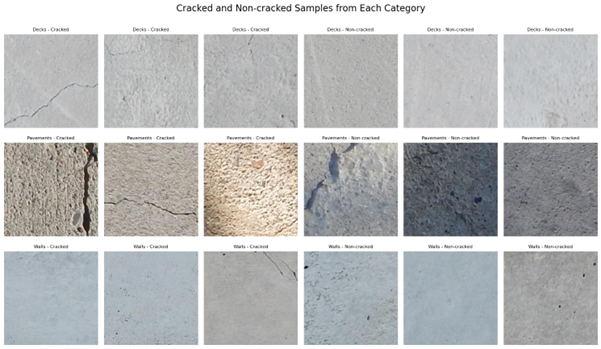 Cracked and Non-cracked Samples from Each Category
Decks - Cracked
Decks - Cracked
Decks - Cracked
Decks - Non-cracked
Decks - Non-cracked
Decks - Non-cracked
Pavements - Cracked
Pavements - Cracked
Pavements - Cracked
Pavements - Non-cracked
Pavements - Non-cracked
Pavements - Non-cracked
Walls - Cracked
Walls - Cracked
Walls - Cracked
Walls - Non-cracked
Walls - Non-cracked
Walls - Non-cracked